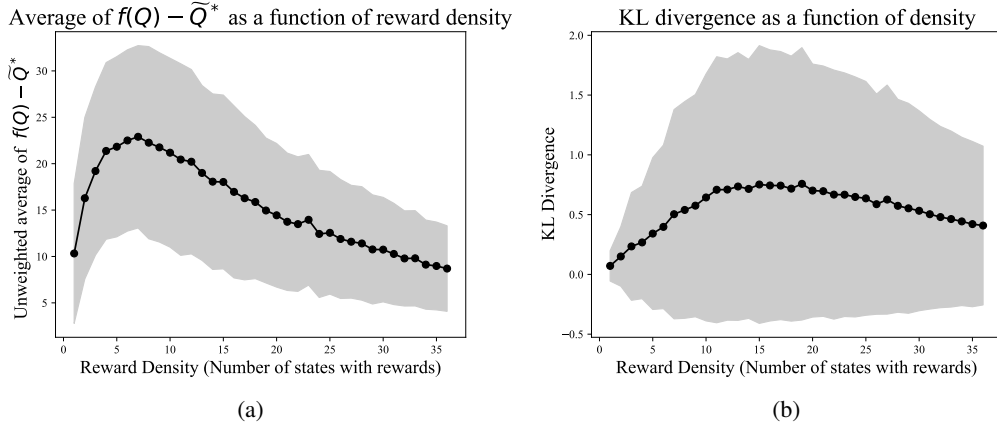 Average of f(Q) − Q̃* as a function of reward density
Unweighted average of f(Q) − Q̃*
30
25
20
15
10
5
0 5 10 15 20 25 30 35
Reward Density (Number of states with rewards)
(a)
KL divergence as a function of density
KL Divergence
2.0
1.5
1.0
0.5
0.0
−0.5
0 5 10 15 20 25 30 35
Reward Density (Number of states with rewards)
(b)